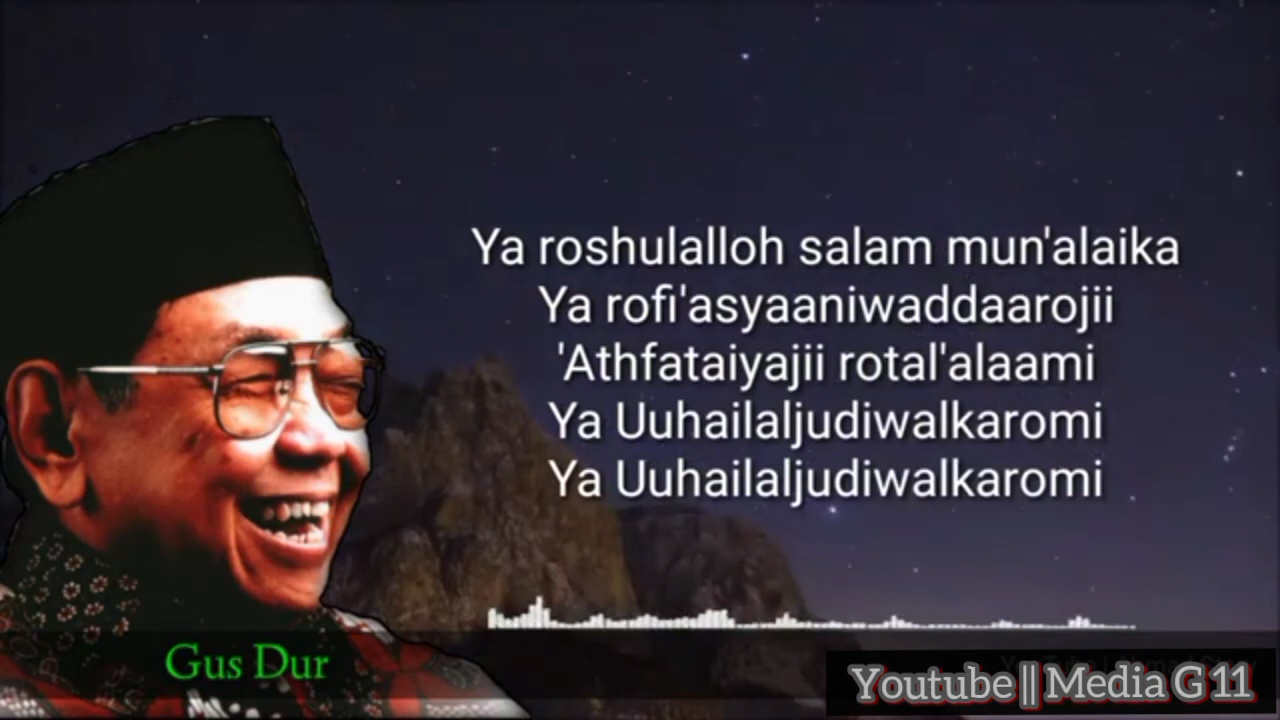 Ya roshulalloh salam mun'alaika
Ya rofi'asyaaniwaddaarojii
'Athfataiyajii rotal'alaami
Ya Uuhailaljudiwalkaromi
Ya Uuhailaljudiwalkaromi
Gus Dur
Youtube || Media G 11